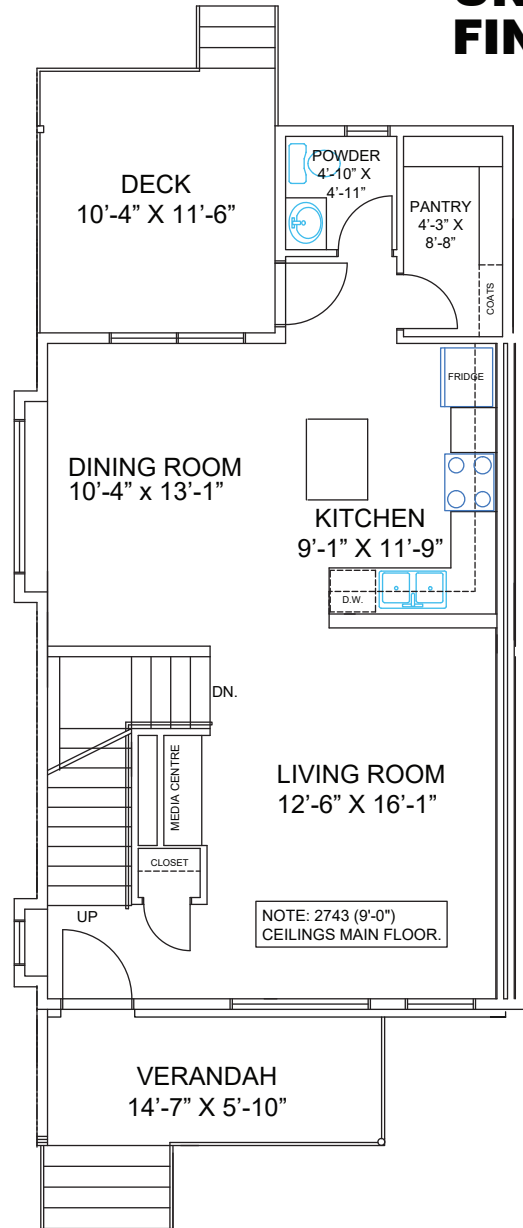 FIN
DECK
10'-4" X 11'-6"
POWDER
4'-10" X
4'-11"
PANTRY
4'-3" X
8'-8"
COATS
FRIDGE
DINING ROOM
10'-4" x 13'-1"
KITCHEN
9'-1" X 11'-9"
D.W.
DN.
MEDIA CENTRE
LIVING ROOM
12'-6" X 16'-1"
CLOSET
UP
NOTE: 2743 (9'-0")
CEILINGS MAIN FLOOR.
VERANDAH
14'-7" X 5'-10"